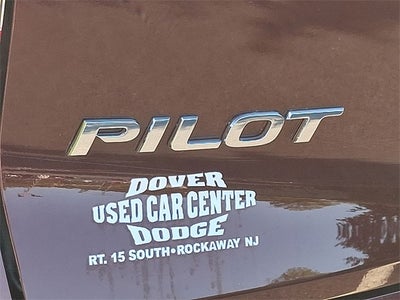 PILOT
DOVER
USED CAR CENTER
DODGE
RT. 15 SOUTH•ROCKAWAY NJ